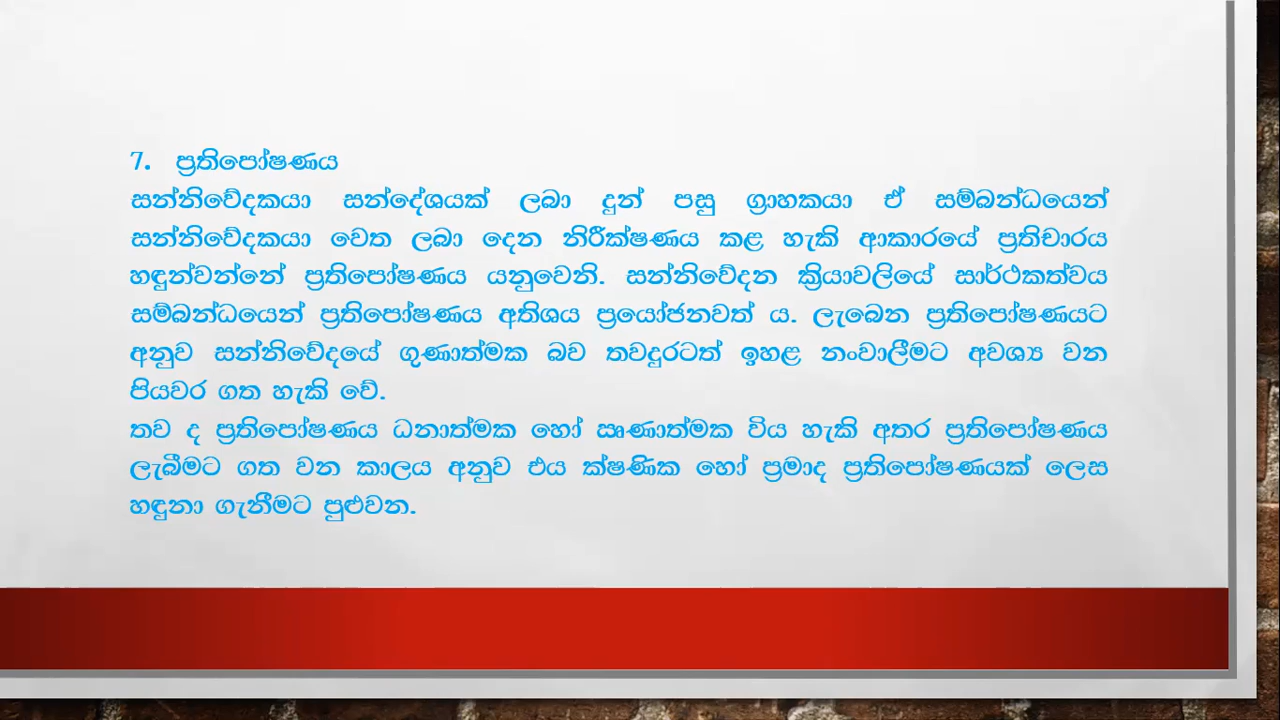 7. ප්‍රතිපෝෂණය
සන්නිවේදකයා සන්දේශයක් ලබා දුන් පසු ග්‍රාහකයා ඒ සම්බන්ධයෙන්
සන්නිවේදකයා වෙත ලබා දෙන නිරීක්ෂණය කළ හැකි ආකාරයේ ප්‍රතිචාරය
හඳුන්වන්නේ ප්‍රතිපෝෂණය යනුවෙනි. සන්නිවේදන ක්‍රියාවලියේ සාර්ථකත්වය
සම්බන්ධයෙන් ප්‍රතිපෝෂණය අතිශය ප්‍රයෝජනවත් ය. ලැබෙන ප්‍රතිපෝෂණයට
අනුව සන්නිවේදයේ ගුණාත්මක බව තවදුරටත් ඉහළ නංවාලීමට අවශ්‍ය වන
පියවර ගත හැකි වේ.
තව ද ප්‍රතිපෝෂණය ධනාත්මක හෝ සෘණාත්මක විය හැකි අතර ප්‍රතිපෝෂණය
ලැබීමට ගත වන කාලය අනුව එය ක්ෂණික හෝ ප්‍රමාද ප්‍රතිපෝෂණයක් ලෙස
හඳුනා ගැනීමට පුළුවන.